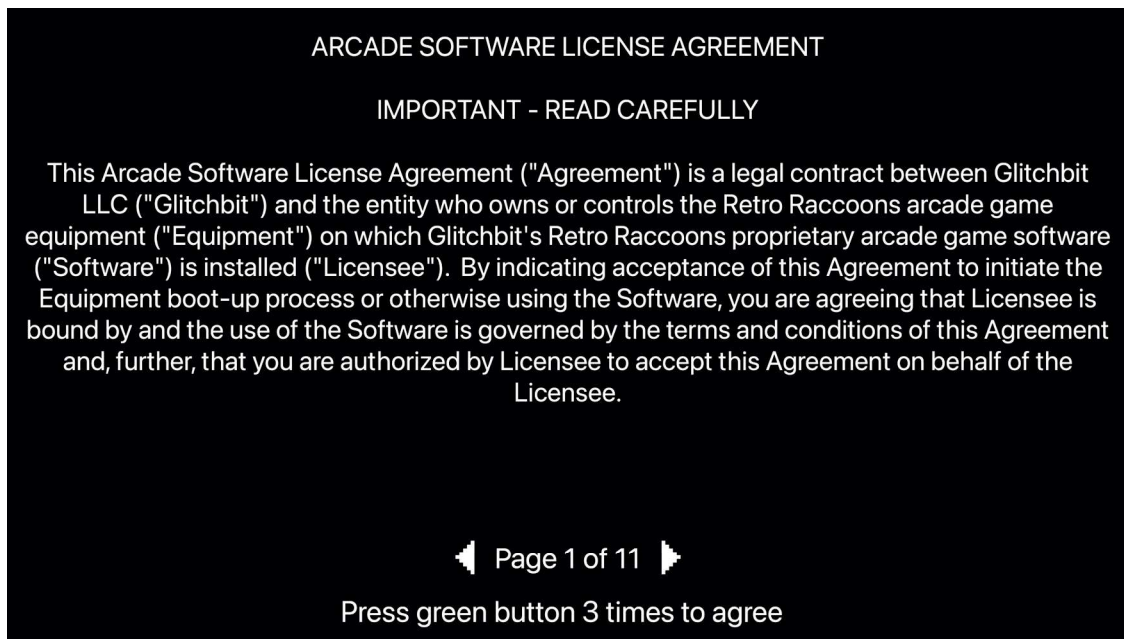 ARCADE SOFTWARE LICENSE AGREEMENT
IMPORTANT - READ CAREFULLY
This Arcade Software License Agreement ("Agreement") is a legal contract between Glitchbit
LLC ("Glitchbit") and the entity who owns or controls the Retro Raccoons arcade game
equipment ("Equipment") on which Glitchbit's Retro Raccoons proprietary arcade game software
("Software") is installed ("Licensee").  By indicating acceptance of this Agreement to initiate the
Equipment boot-up process or otherwise using the Software, you are agreeing that Licensee is
bound by and the use of the Software is governed by the terms and conditions of this Agreement
and, further, that you are authorized by Licensee to accept this Agreement on behalf of the
Licensee.
Page 1 of 11
Press green button 3 times to agree